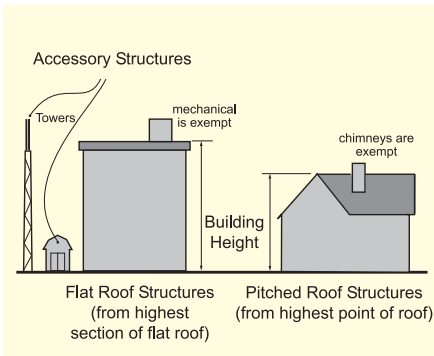 Accessory Structures
Towers
mechanical
is exempt
chimneys are
exempt
Building
Height
Flat Roof Structures
(from highest
section of flat roof)
Pitched Roof Structures
(from highest point of roof)